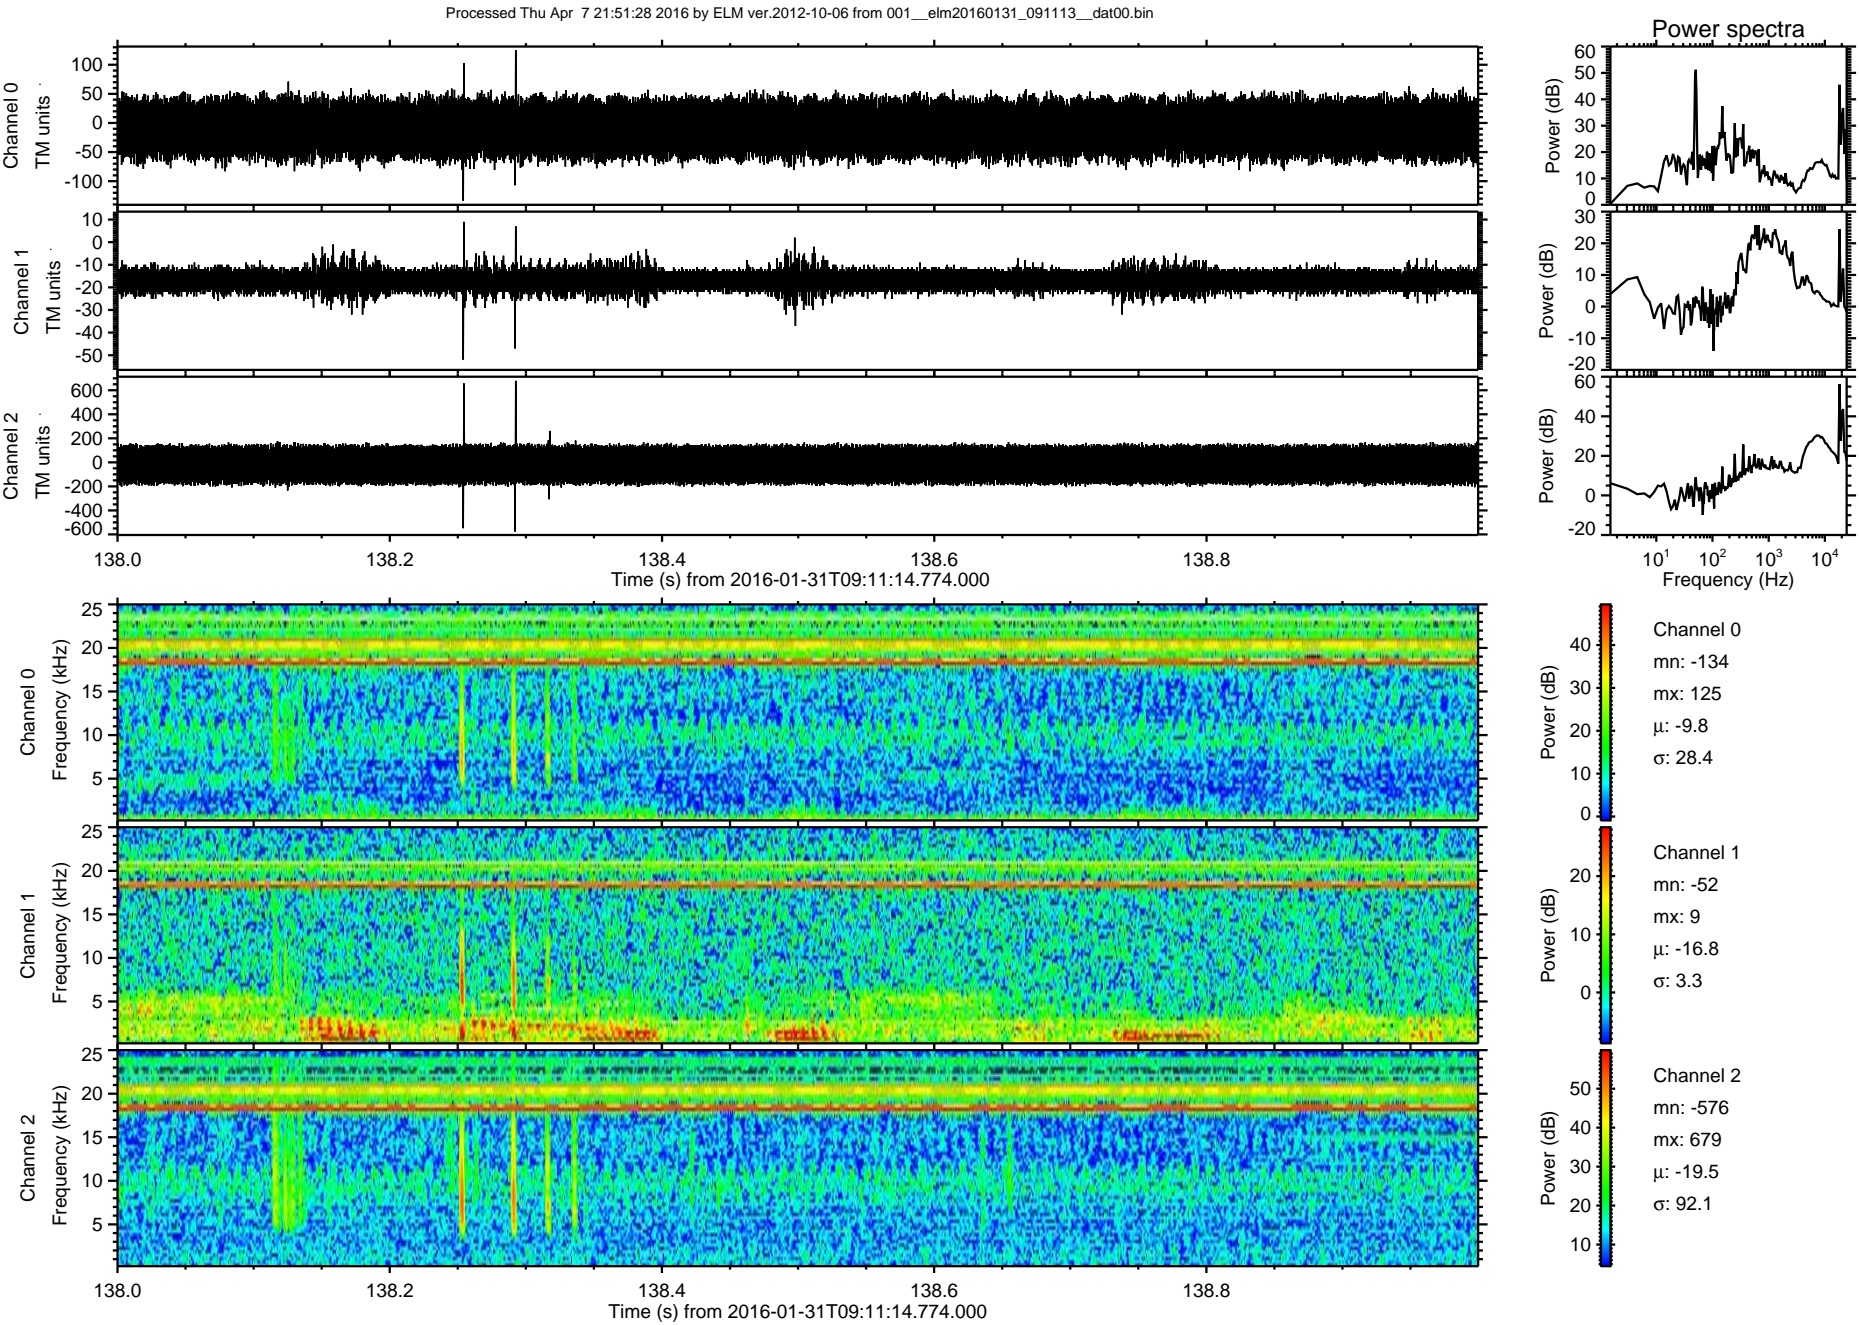 Processed Thu Apr  7 21:51:28 2016 by ELM ver.2012-10-06 from 001__elm20160131_091113__dat00.bin
Power spectra
Channel 0
TM units
100
50
0
-50
-100
Power (dB)
60
50
40
30
20
10
0
Channel 1
TM units
10
0
-10
-20
-30
-40
-50
Power (dB)
30
20
10
0
-10
-20
Channel 2
TM units
600
400
200
0
-200
-400
-600
Power (dB)
60
40
20
0
-20
138.0 138.2 138.4 138.6 138.8
Time (s) from 2016-01-31T09:11:14.774.000
10¹ 10² 10³ 10⁴
Frequency (Hz)
Channel 0
Frequency (kHz)
25
20
15
10
5
Power (dB)
40
30
20
10
0
Channel 0
mn: -134
mx: 125
μ: -9.8
σ: 28.4
Channel 1
Frequency (kHz)
25
20
15
10
5
Power (dB)
20
10
0
Channel 1
mn: -52
mx: 9
μ: -16.8
σ: 3.3
Channel 2
Frequency (kHz)
25
20
15
10
5
Power (dB)
50
40
30
20
10
Channel 2
mn: -576
mx: 679
μ: -19.5
σ: 92.1
138.0 138.2 138.4 138.6 138.8
Time (s) from 2016-01-31T09:11:14.774.000